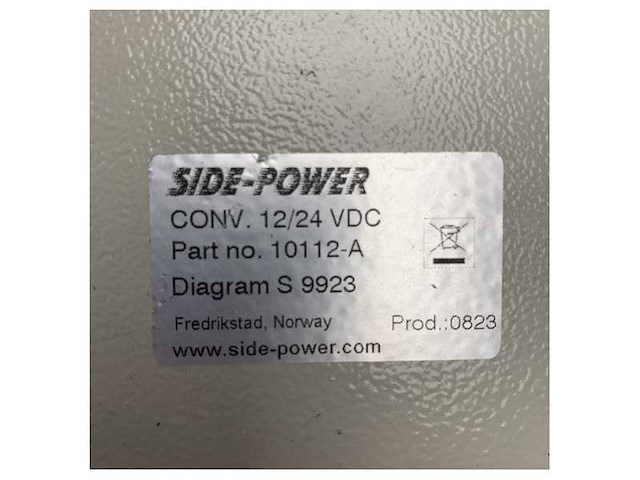 SIDE-POWER
CONV. 12/24 VDC
Part no. 10112-A
Diagram S 9923
Fredrikstad, Norway Prod.:0823
www.side-power.com